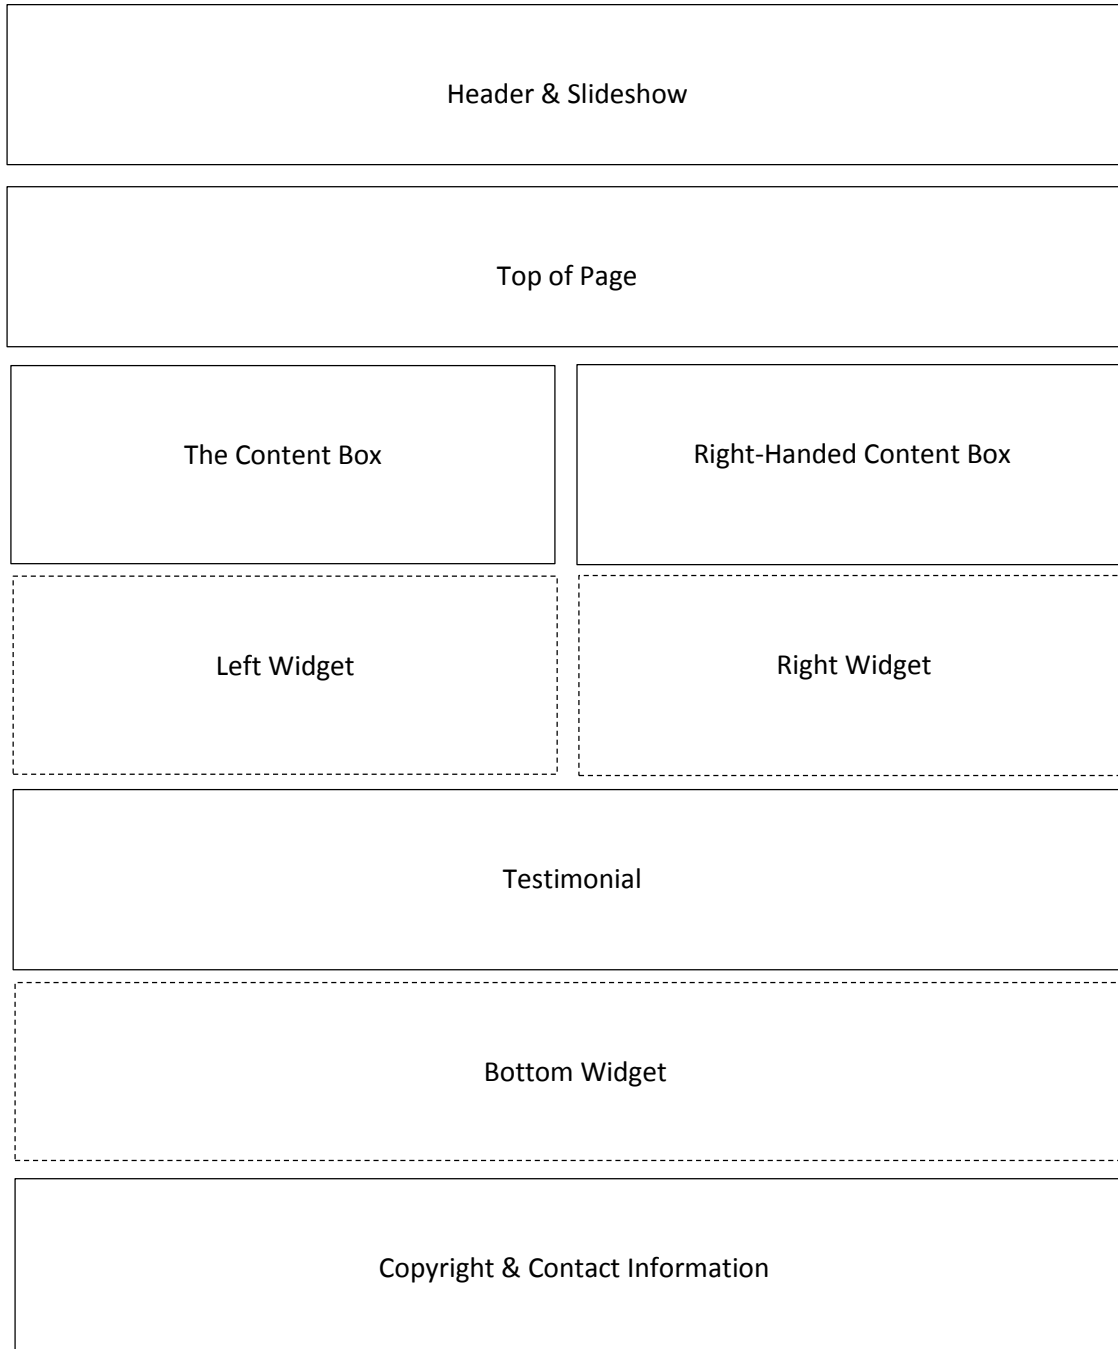 Header & Slideshow
Top of Page
The Content Box
Right-Handed Content Box
Left Widget
Right Widget
Testimonial
Bottom Widget
Copyright & Contact Information